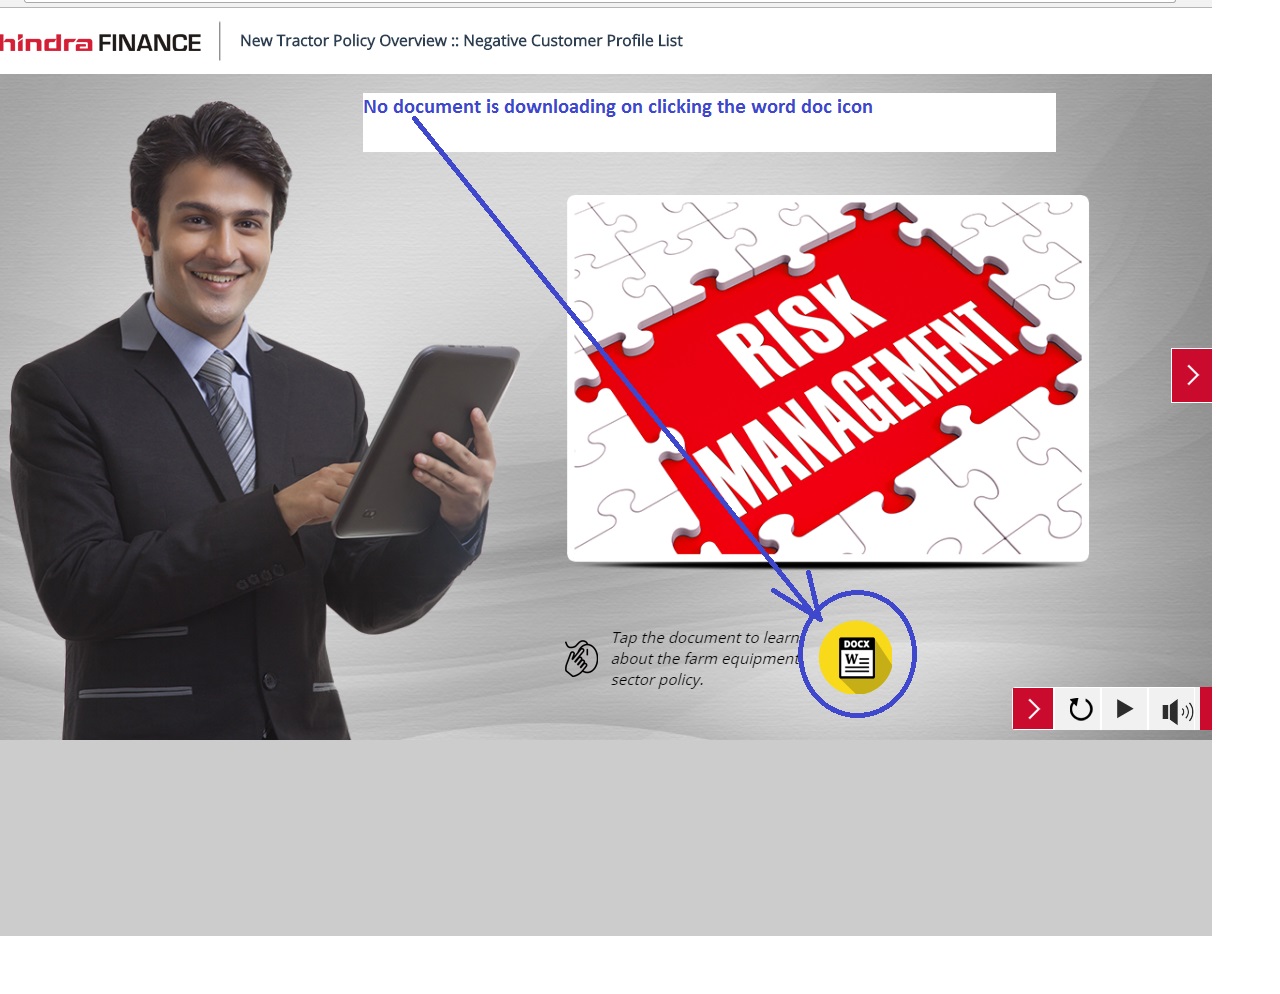 hindra FINANCE
New Tractor Policy Overview :: Negative Customer Profile List
No document is downloading on clicking the word doc icon
RISK
MANAGEMENT
Tap the document to learn
about the farm equipment
sector policy.
DOCX
W